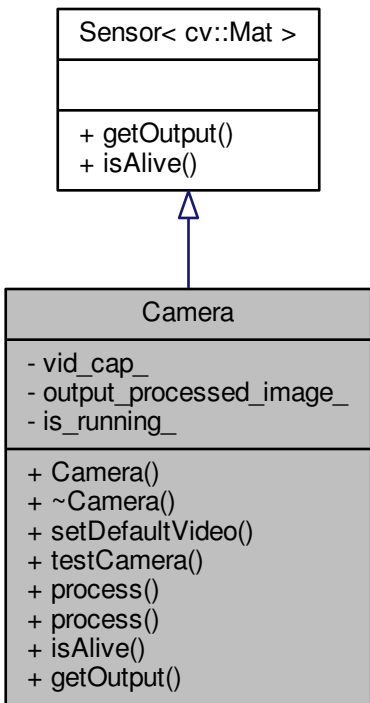 Sensor< cv::Mat >
+ getOutput()
+ isAlive()
Camera
- vid_cap_
- output_processed_image_
- is_running_
+ Camera()
+ ~Camera()
+ setDefaultVideo()
+ testCamera()
+ process()
+ process()
+ isAlive()
+ getOutput()